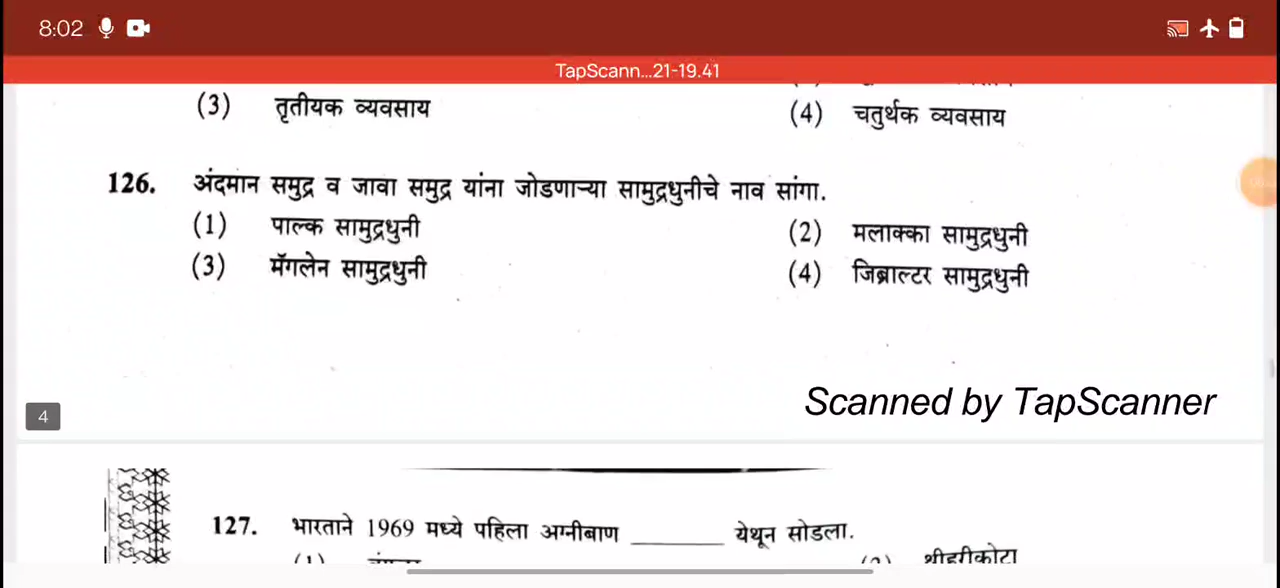 8:02
TapScann...21-19.41
(3) तृतीयक व्यवसाय (4) चतुर्थक व्यवसाय
126. अंदमान समुद्र व जावा समुद्र यांना जोडणाऱ्या सामुद्रधुनीचे नाव सांगा.
(1) पाल्क सामुद्रधुनी (2) मलाक्का सामुद्रधुनी
(3) मॅगलेन सामुद्रधुनी (4) जिब्राल्टर सामुद्रधुनी
Scanned by TapScanner
4
127. भारताने 1969 मध्ये पहिला अग्नीबाण ________ येथून सोडला.
(1) (2) श्रीहरीकोटा